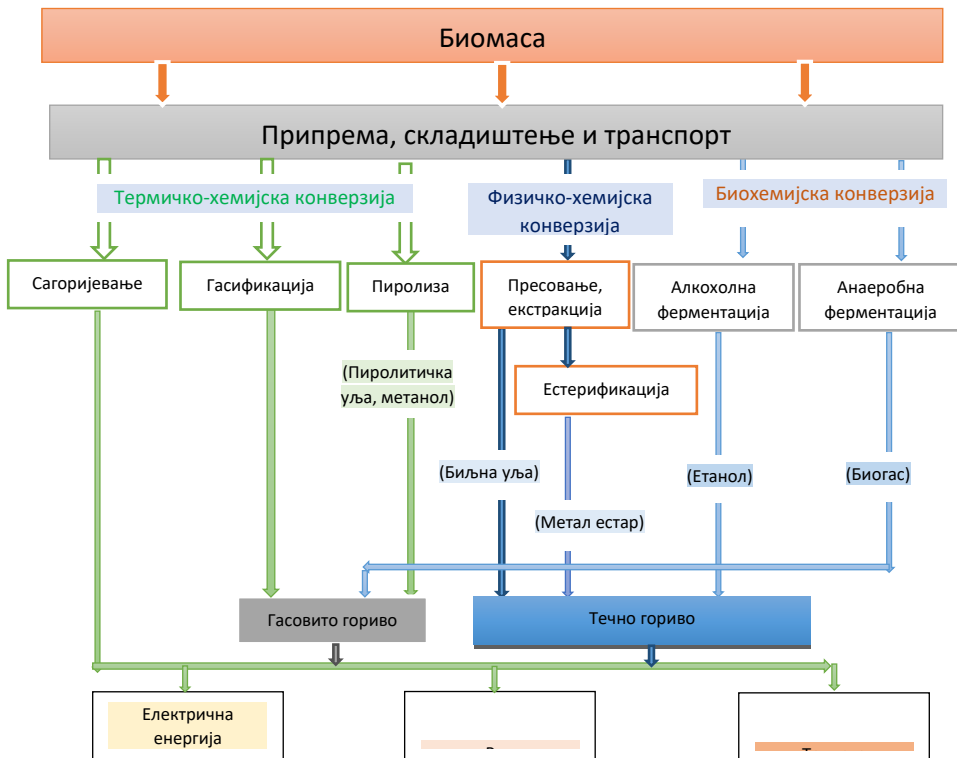 Биомаса
Припрема, складиштење и транспорт
Термичко-хемијска конверзија
Физичко-хемијска
конверзија
Биохемијска конверзија
Сагоријевање
Гасификација
Пиролиза
Пресовање,
екстракција
Алкохолна
ферментација
Анаеробна
ферментација
(Пиролитичка
уља, метанол)
Естерификација
(Биљна уља)
(Етанол)
(Биогас)
(Метал естар)
Гасовито гориво
Течно гориво
Електрична
енергија